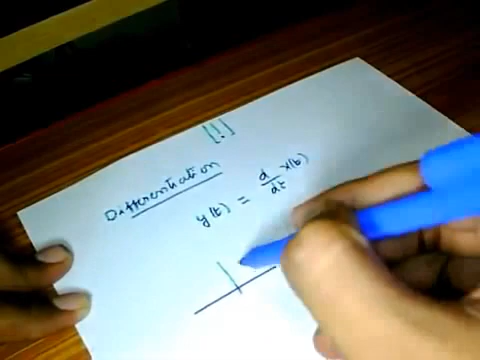 [1.]
Differentiation
y(t) = d/dt x(t)